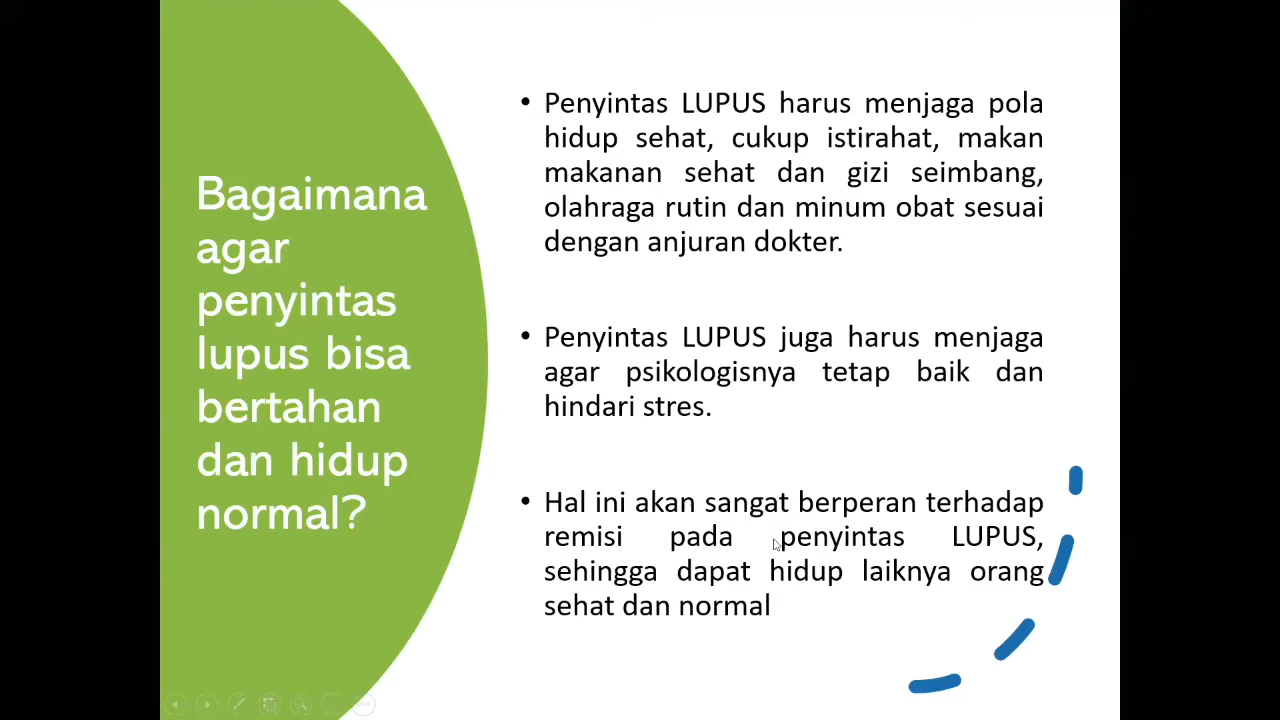 Bagaimana
agar
penyintas
lupus bisa
bertahan
dan hidup
normal?
• Penyintas LUPUS harus menjaga pola
hidup sehat, cukup istirahat, makan
makanan sehat dan gizi seimbang,
olahraga rutin dan minum obat sesuai
dengan anjuran dokter.
• Penyintas LUPUS juga harus menjaga
agar psikologisnya tetap baik dan
hindari stres.
• Hal ini akan sangat berperan terhadap
remisi pada penyintas LUPUS,
sehingga dapat hidup laiknya orang
sehat dan normal